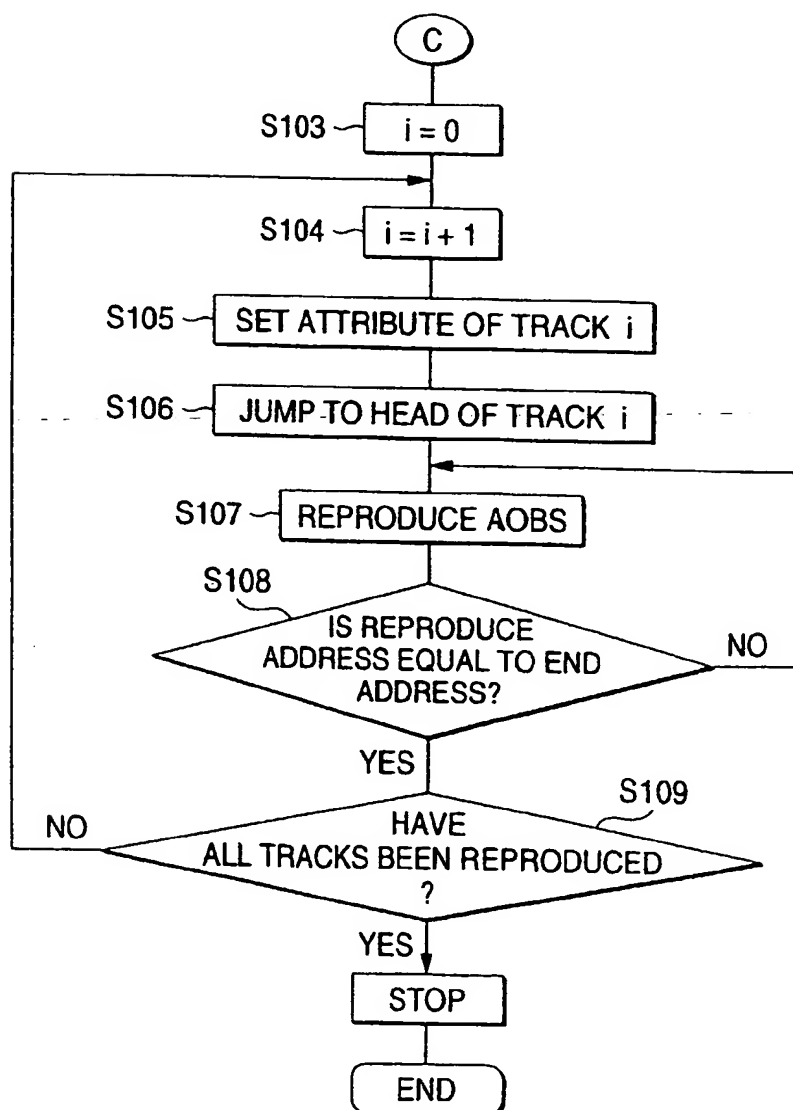 C
S103
i = 0
S104
i = i + 1
S105
SET ATTRIBUTE OF TRACK i
S106
JUMP TO HEAD OF TRACK i
S107
REPRODUCE AOBS
S108
IS REPRODUCE
ADDRESS EQUAL TO END
ADDRESS?
NO
YES
S109
NO
HAVE
ALL TRACKS BEEN REPRODUCED
?
YES
STOP
END